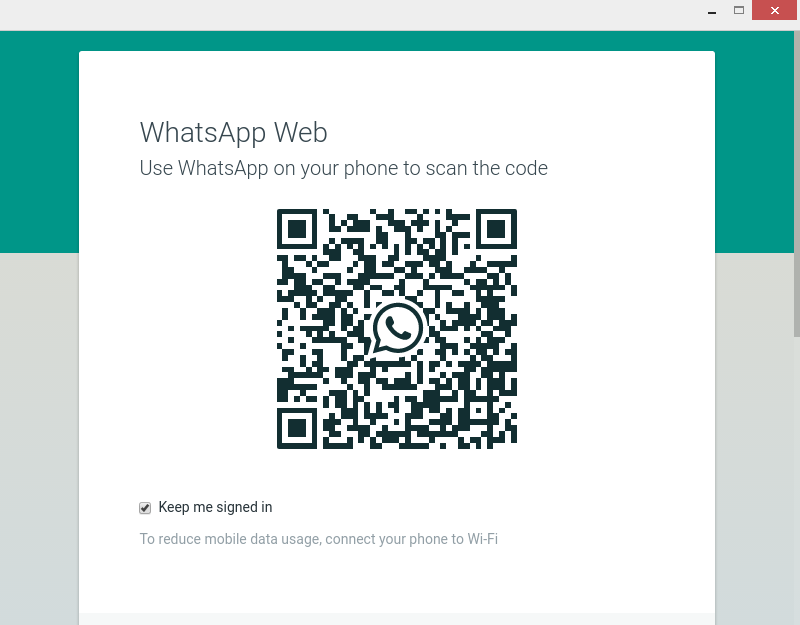 WhatsApp Web
Use WhatsApp on your phone to scan the code
Keep me signed in
To reduce mobile data usage, connect your phone to Wi-Fi